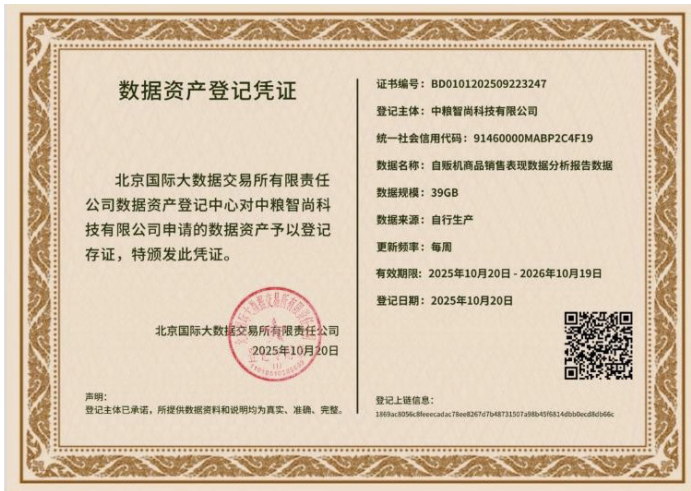 数据资产登记凭证
北京国际大数据交易所有限责任
公司数据资产登记中心对中粮智尚科
技有限公司申请的数据资产予以登记
存证，特颁发此凭证。
北京国际大数据交易所有限责任公司
2025年10月20日
声明：
登记主体已承诺，所提供数据资料和说明均为真实、准确、完整。
证书编号：BD0101202509223247
登记主体：中粮智尚科技有限公司
统一社会信用代码：91460000MABP2C4F19
数据名称：自贩机商品销售表现数据分析报告数据
数据规模：39GB
数据来源：自行生产
更新频率：每周
有效期限：2025年10月20日 - 2026年10月19日
登记日期：2025年10月20日
登记上链信息：